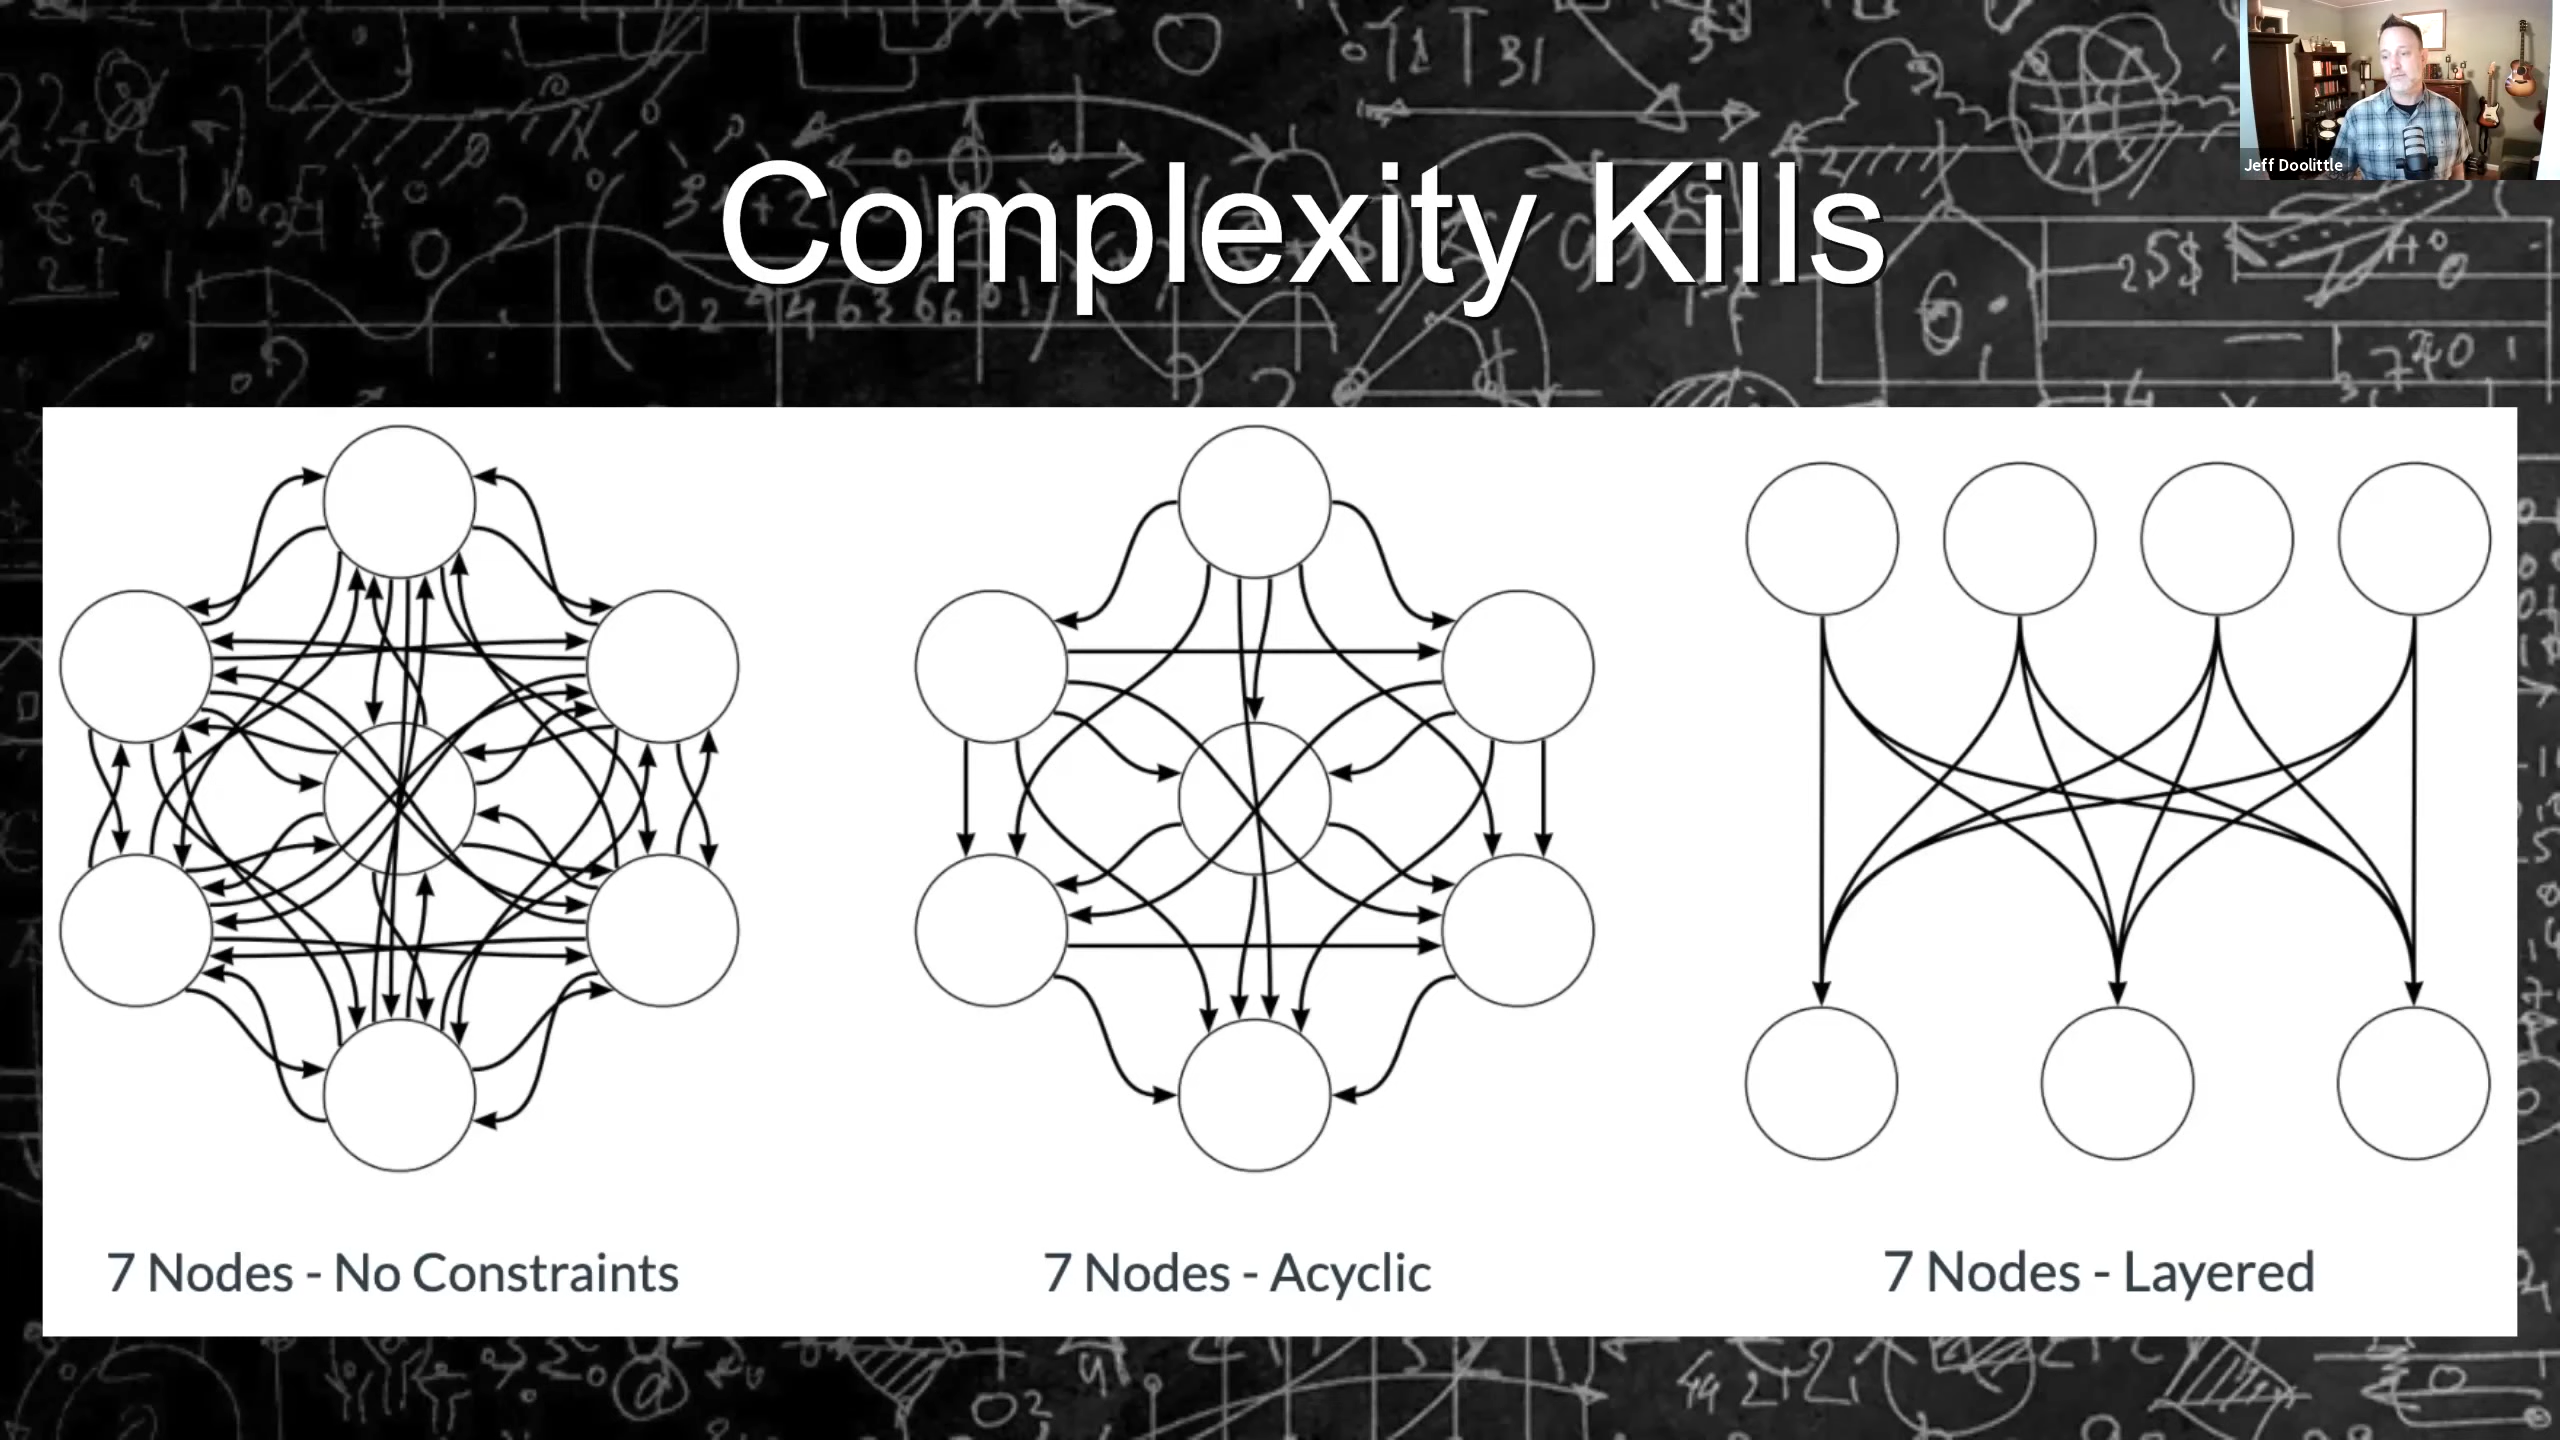 Complexity Kills
Jeff Doolittle
7 Nodes - No Constraints
7 Nodes - Acyclic
7 Nodes - Layered